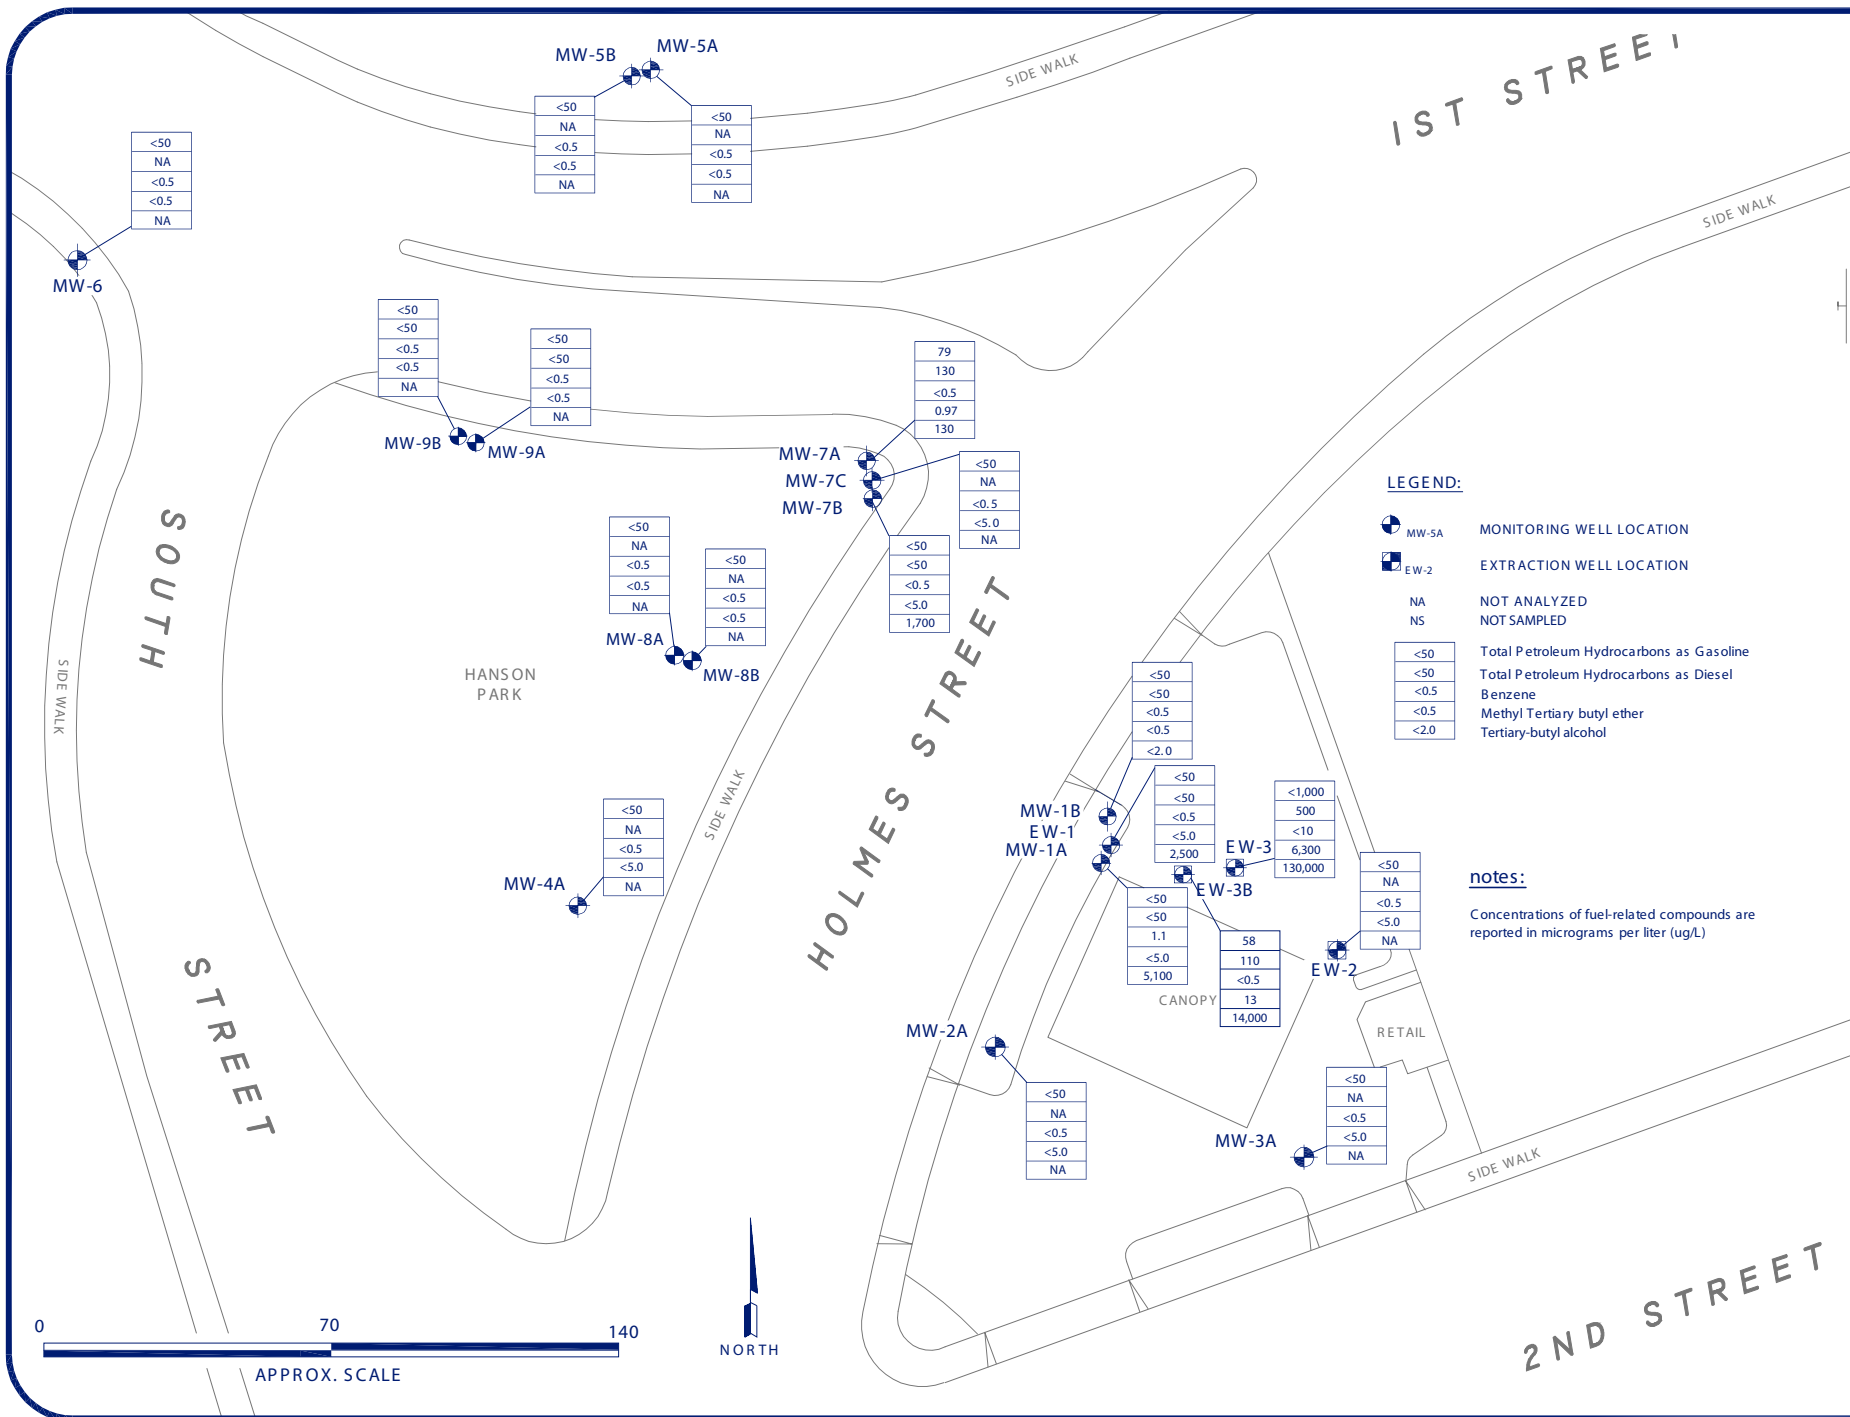 MW-5B
MW-5A
<50
NA
<0.5
<0.5
NA
<50
NA
<0.5
<0.5
NA
SIDE WALK
1ST STREET
<50
NA
<0.5
<0.5
NA
MW-6
SIDE WALK
<50
<50
<0.5
<0.5
NA
MW-9B
<50
<50
<0.5
<0.5
NA
MW-9A
79
130
<0.5
0.97
130
MW-7A
MW-7C
MW-7B
<50
NA
<0.5
<5.0
NA
<50
<50
<0.5
<5.0
1,700
<50
NA
<0.5
<0.5
NA
MW-8A
<50
NA
<0.5
<0.5
NA
MW-8B
SOUTH
STREET
SIDE WALK
HANSON
PARK
SIDE WALK
HOLMES STREET
<50
NA
<0.5
<5.0
NA
MW-4A
LEGEND:
MW-5A MONITORING WELL LOCATION
EW-2 EXTRACTION WELL LOCATION
NA NOT ANALYZED
NS NOT SAMPLED
<50 Total Petroleum Hydrocarbons as Gasoline
<50 Total Petroleum Hydrocarbons as Diesel
<0.5 Benzene
<0.5 Methyl Tertiary butyl ether
<2.0 Tertiary-butyl alcohol
<50
<50
<0.5
<0.5
<2.0
MW-1B
EW-1
MW-1A
<50
<50
<0.5
<5.0
2,500
<1,000
500
<10
6,300
130,000
EW-3
EW-3B
<50
<50
1.1
<5.0
5,100
58
110
<0.5
13
14,000
<50
NA
<0.5
<5.0
NA
EW-2
CANOPY
RETAIL
notes:
Concentrations of fuel-related compounds are
reported in micrograms per liter (ug/L)
MW-2A
<50
NA
<0.5
<5.0
NA
MW-3A
<50
NA
<0.5
<5.0
NA
SIDE WALK
2ND STREET
0 70 140
APPROX. SCALE
NORTH